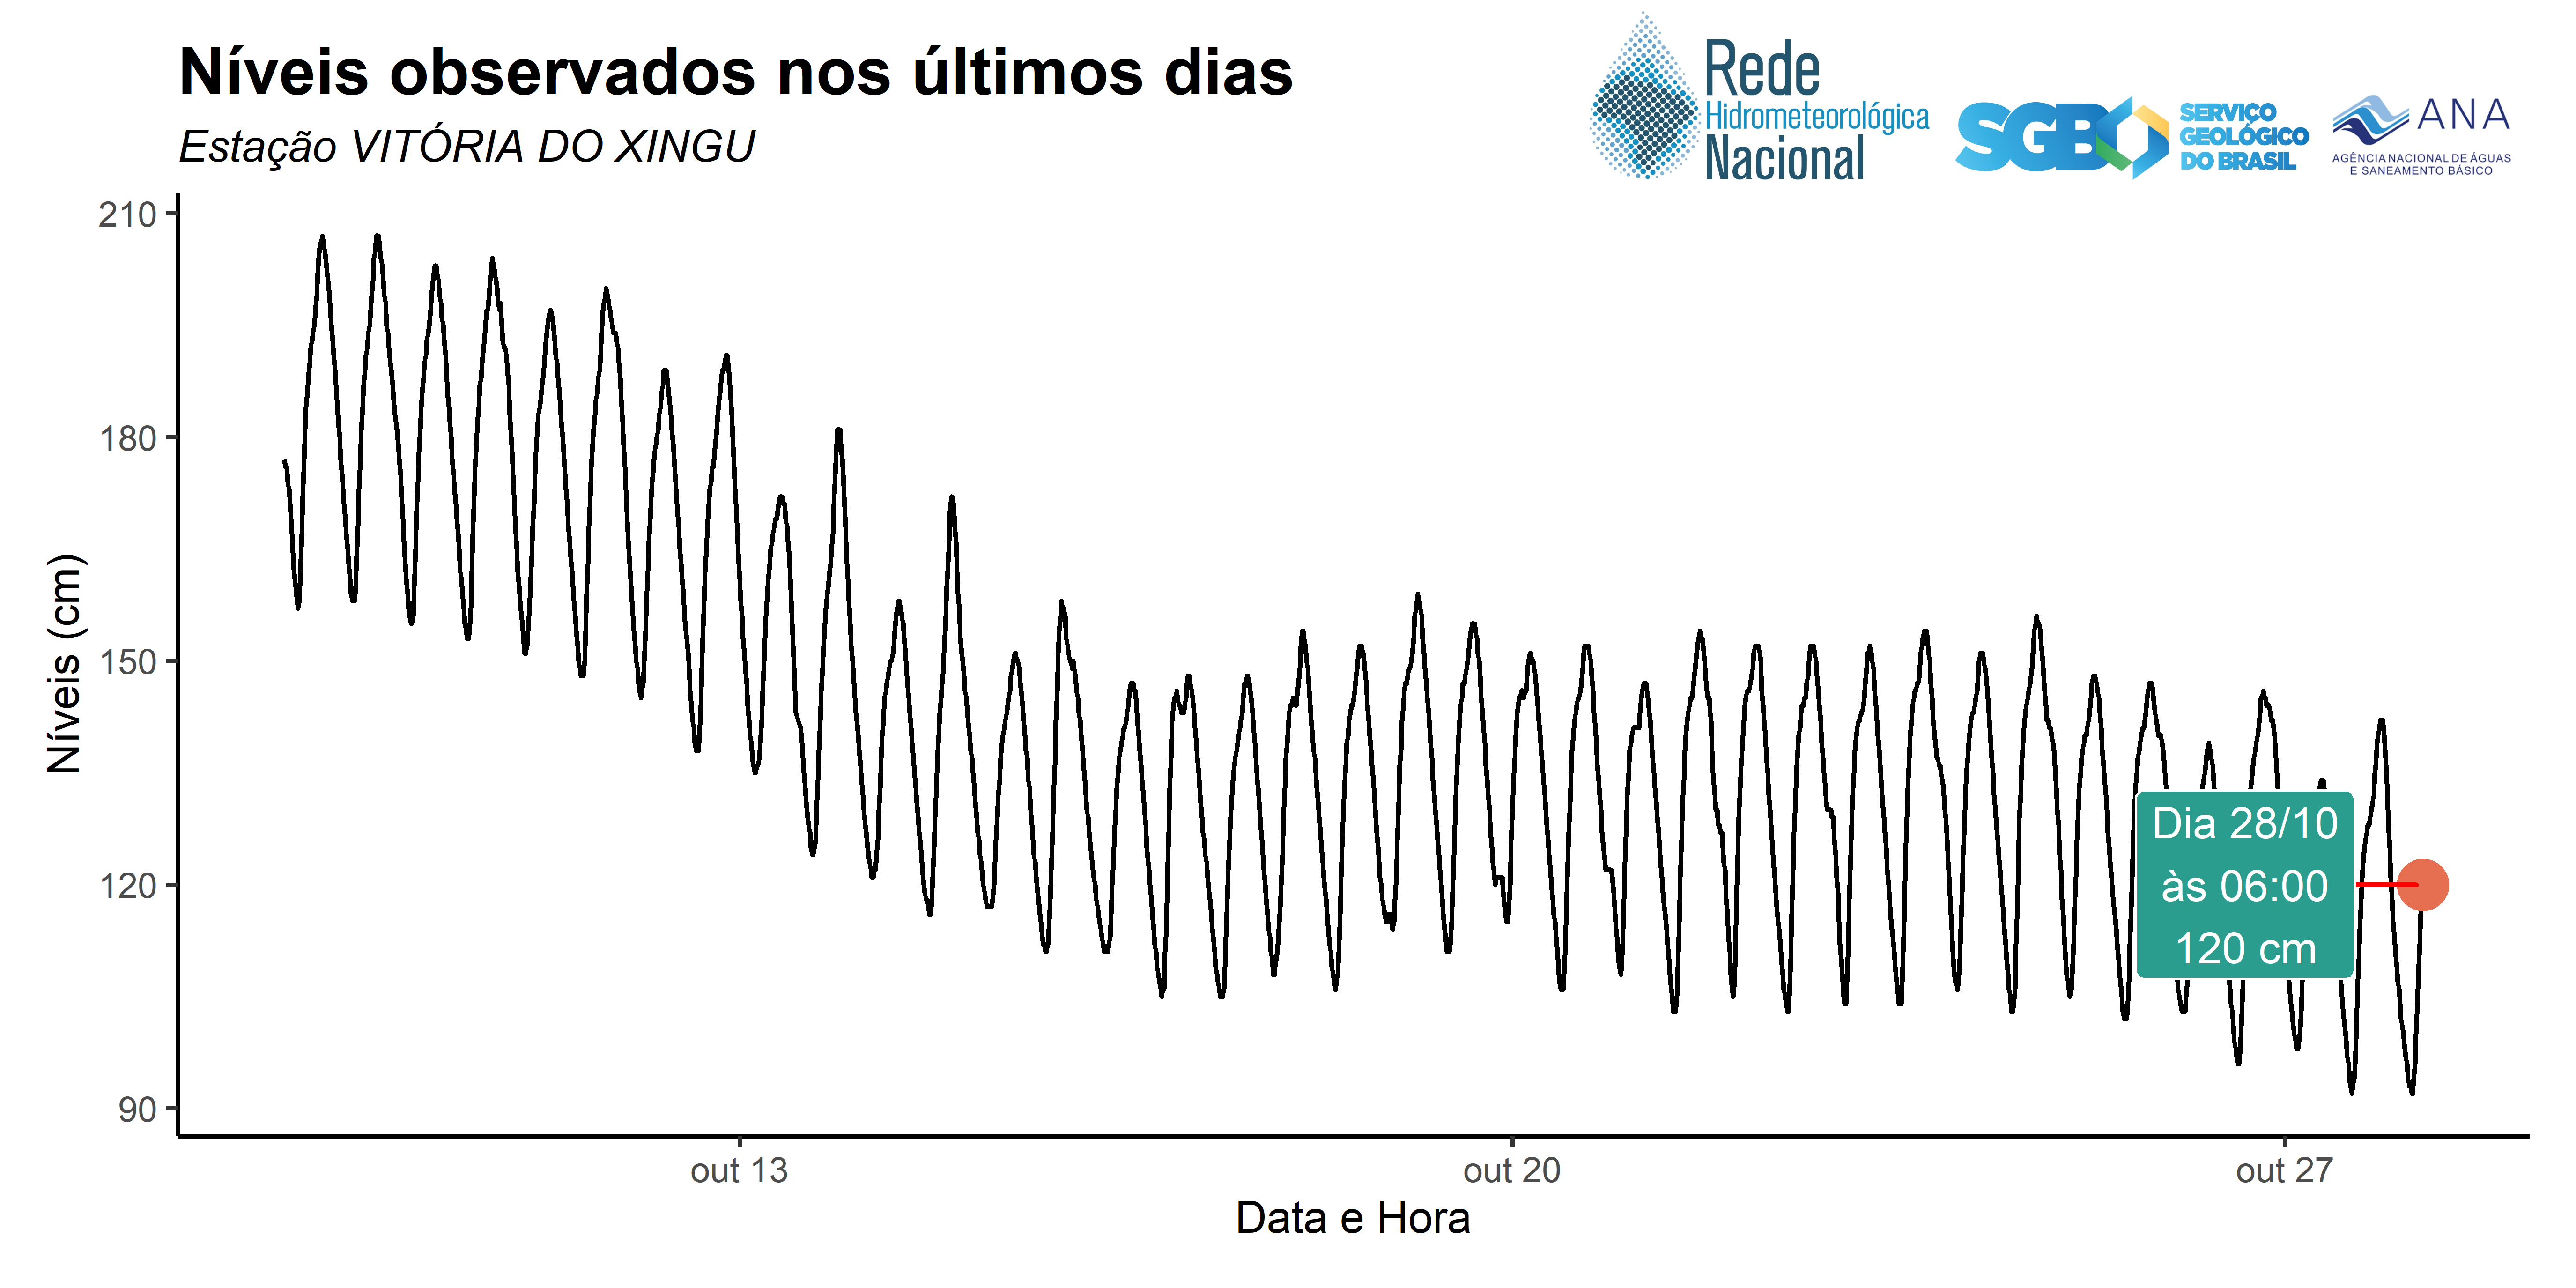 Níveis observados nos últimos dias
Estação VITÓRIA DO XINGU
Rede
Hidrometeorológica
Nacional
SGB
SERVIÇO
GEOLÓGICO
DO BRASIL
ANA
AGÊNCIA NACIONAL DE ÁGUAS
E SANEAMENTO BÁSICO
Níveis (cm)
210
180
150
120
90
Dia 28/10
às 06:00
120 cm
out 13
out 20
out 27
Data e Hora